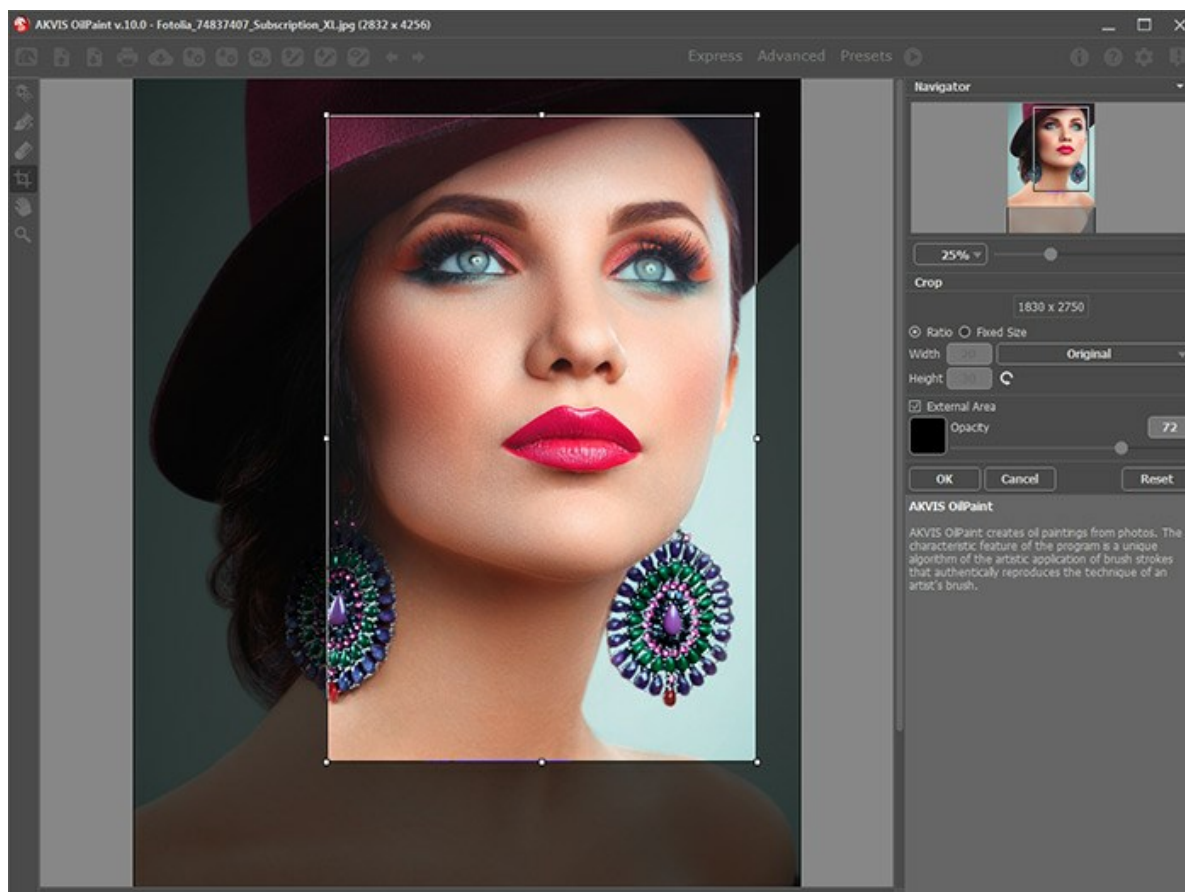 AKVIS OilPaint v.10.0 - Fotolia_74837407_Subscription_XL.jpg (2832 x 4256)
Express Advanced Presets
Navigator
25%
Crop
1830 x 2750
Ratio Fixed Size
Width Original
Height
External Area
Opacity 72
OK Cancel Reset
AKVIS OilPaint
AKVIS OilPaint creates oil paintings from photos. The
characteristic feature of the program is a unique
algorithm of the artistic application of brush strokes
that authentically reproduces the technique of an
artist's brush.